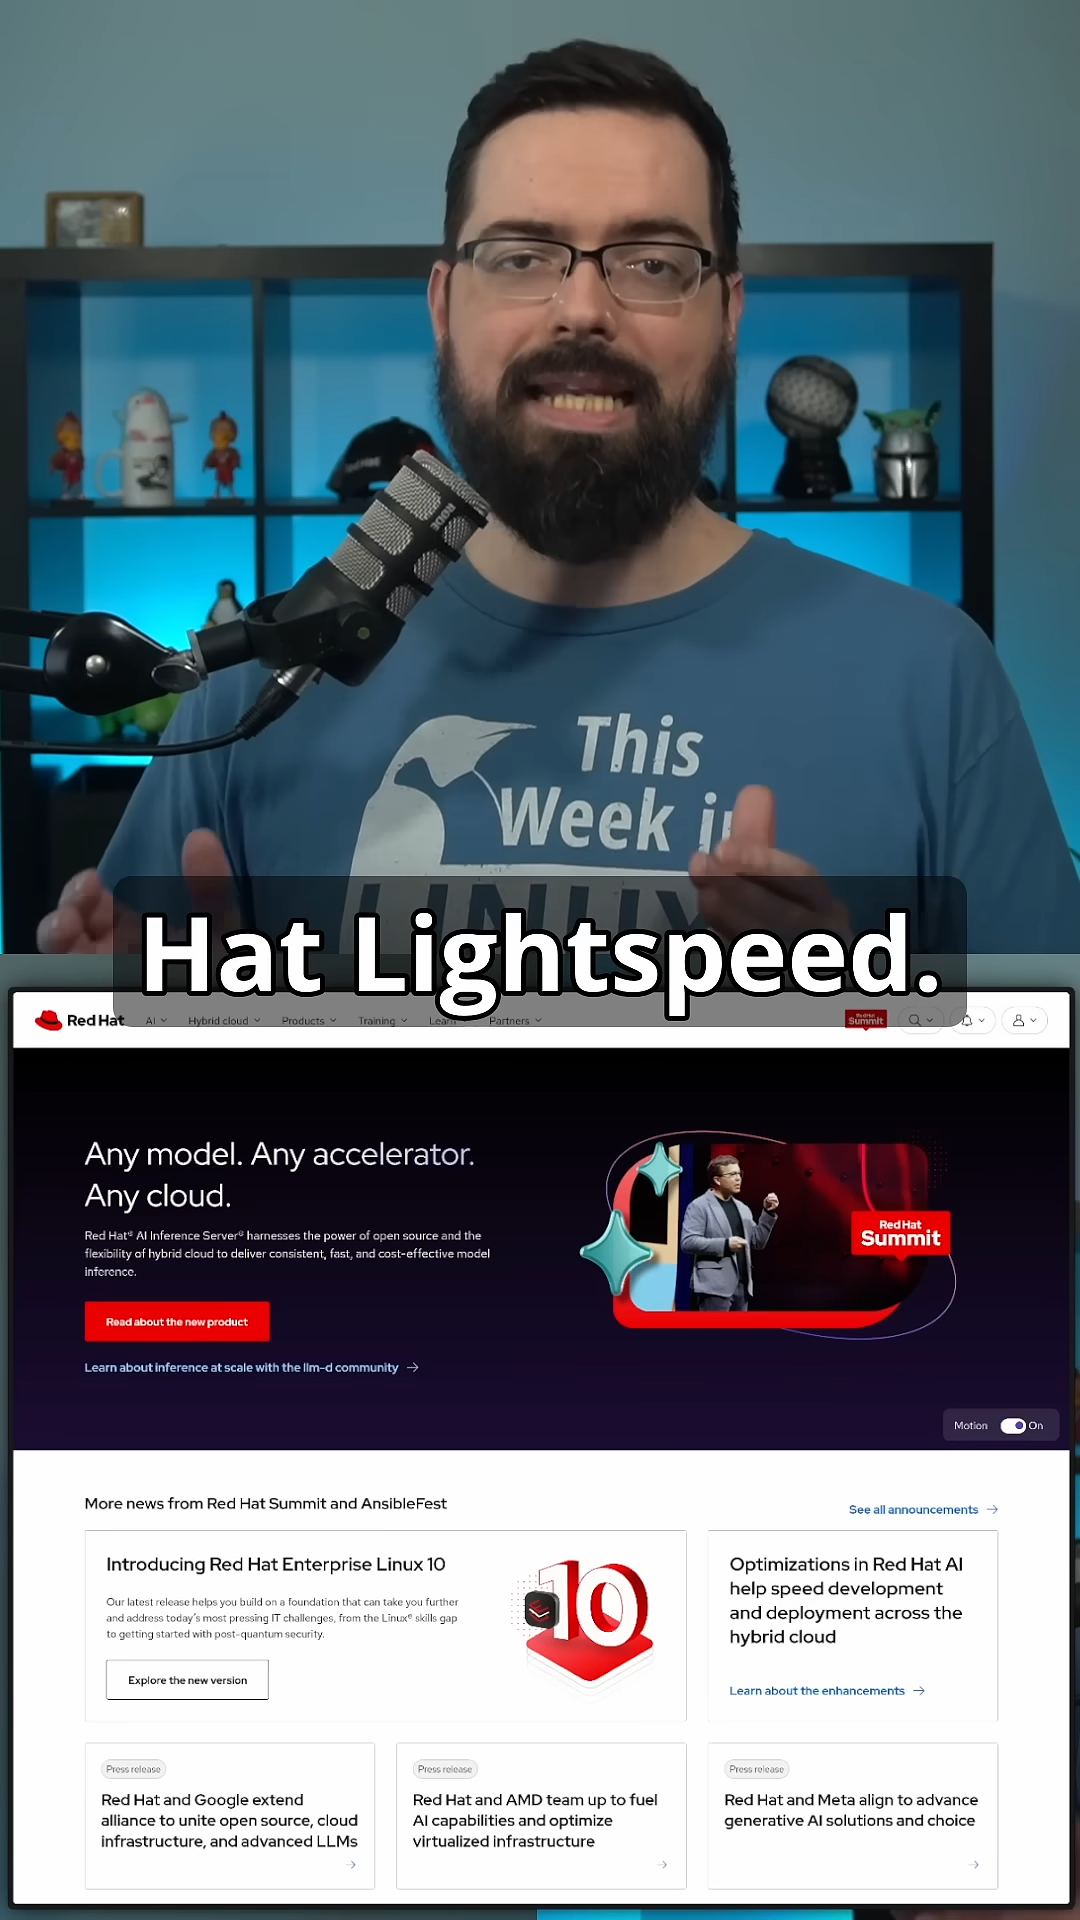 RODE
This
Week in
LINUX
Hat Lightspeed.
Red Hat
AI
Hybrid cloud
Products
Training
Learn
Partners
Red Hat
Summit
Any model. Any accelerator.
Any cloud.
Red Hat® AI Inference Server® harnesses the power of open source and the
flexibility of hybrid cloud to deliver consistent, fast, and cost-effective model
inference.
Read about the new product
Learn about inference at scale with the llm-d community
Red Hat
Summit
Motion
On
More news from Red Hat Summit and AnsibleFest
See all announcements
Introducing Red Hat Enterprise Linux 10
Our latest release helps you build on a foundation that can take you further
and address today's most pressing IT challenges, from the Linux® skills gap
to getting started with post-quantum security.
Explore the new version
10
Optimizations in Red Hat AI
help speed development
and deployment across the
hybrid cloud
Learn about the enhancements
Press release
Red Hat and Google extend
alliance to unite open source, cloud
infrastructure, and advanced LLMs
Press release
Red Hat and AMD team up to fuel
AI capabilities and optimize
virtualized infrastructure
Press release
Red Hat and Meta align to advance
generative AI solutions and choice